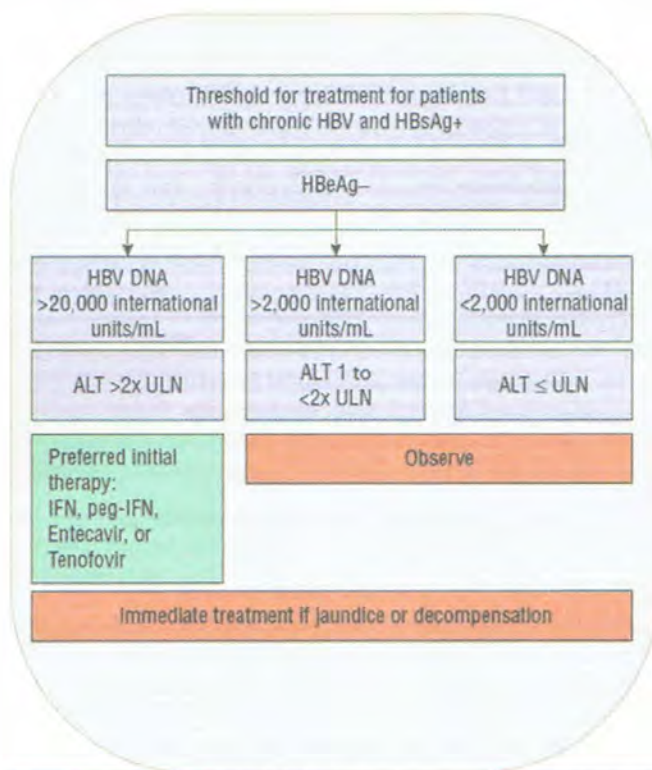 Threshold for treatment for patients
with chronic HBV and HBsAg+
HBeAg–
HBV DNA
>20,000 international
units/mL
HBV DNA
>2,000 international
units/mL
HBV DNA
<2,000 international
units/mL
ALT >2x ULN
ALT 1 to
<2x ULN
ALT ≤ ULN
Preferred initial
therapy:
IFN, peg-IFN,
Entecavir, or
Tenofovir
Observe
Immediate treatment if jaundice or decompensation